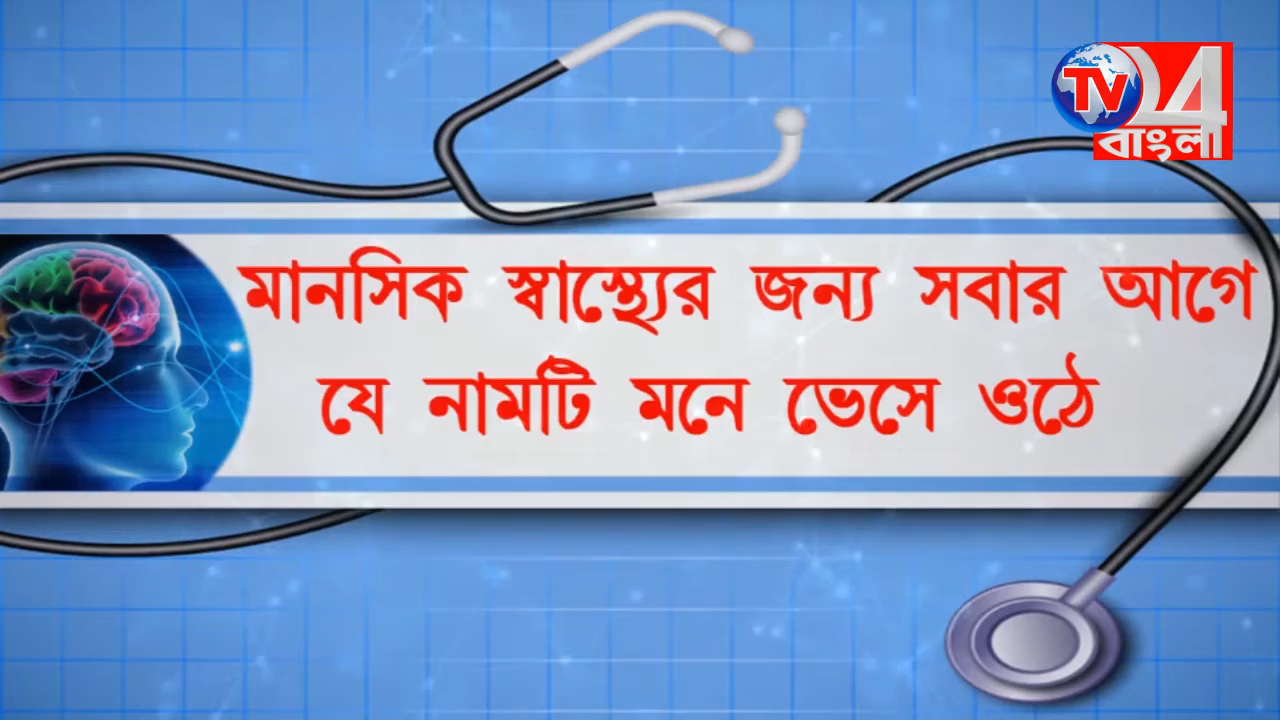 TV 24
বাংলা
মানসিক স্বাস্থ্যের জন্য সবার আগে
যে নামটি মনে ভেসে ওঠে